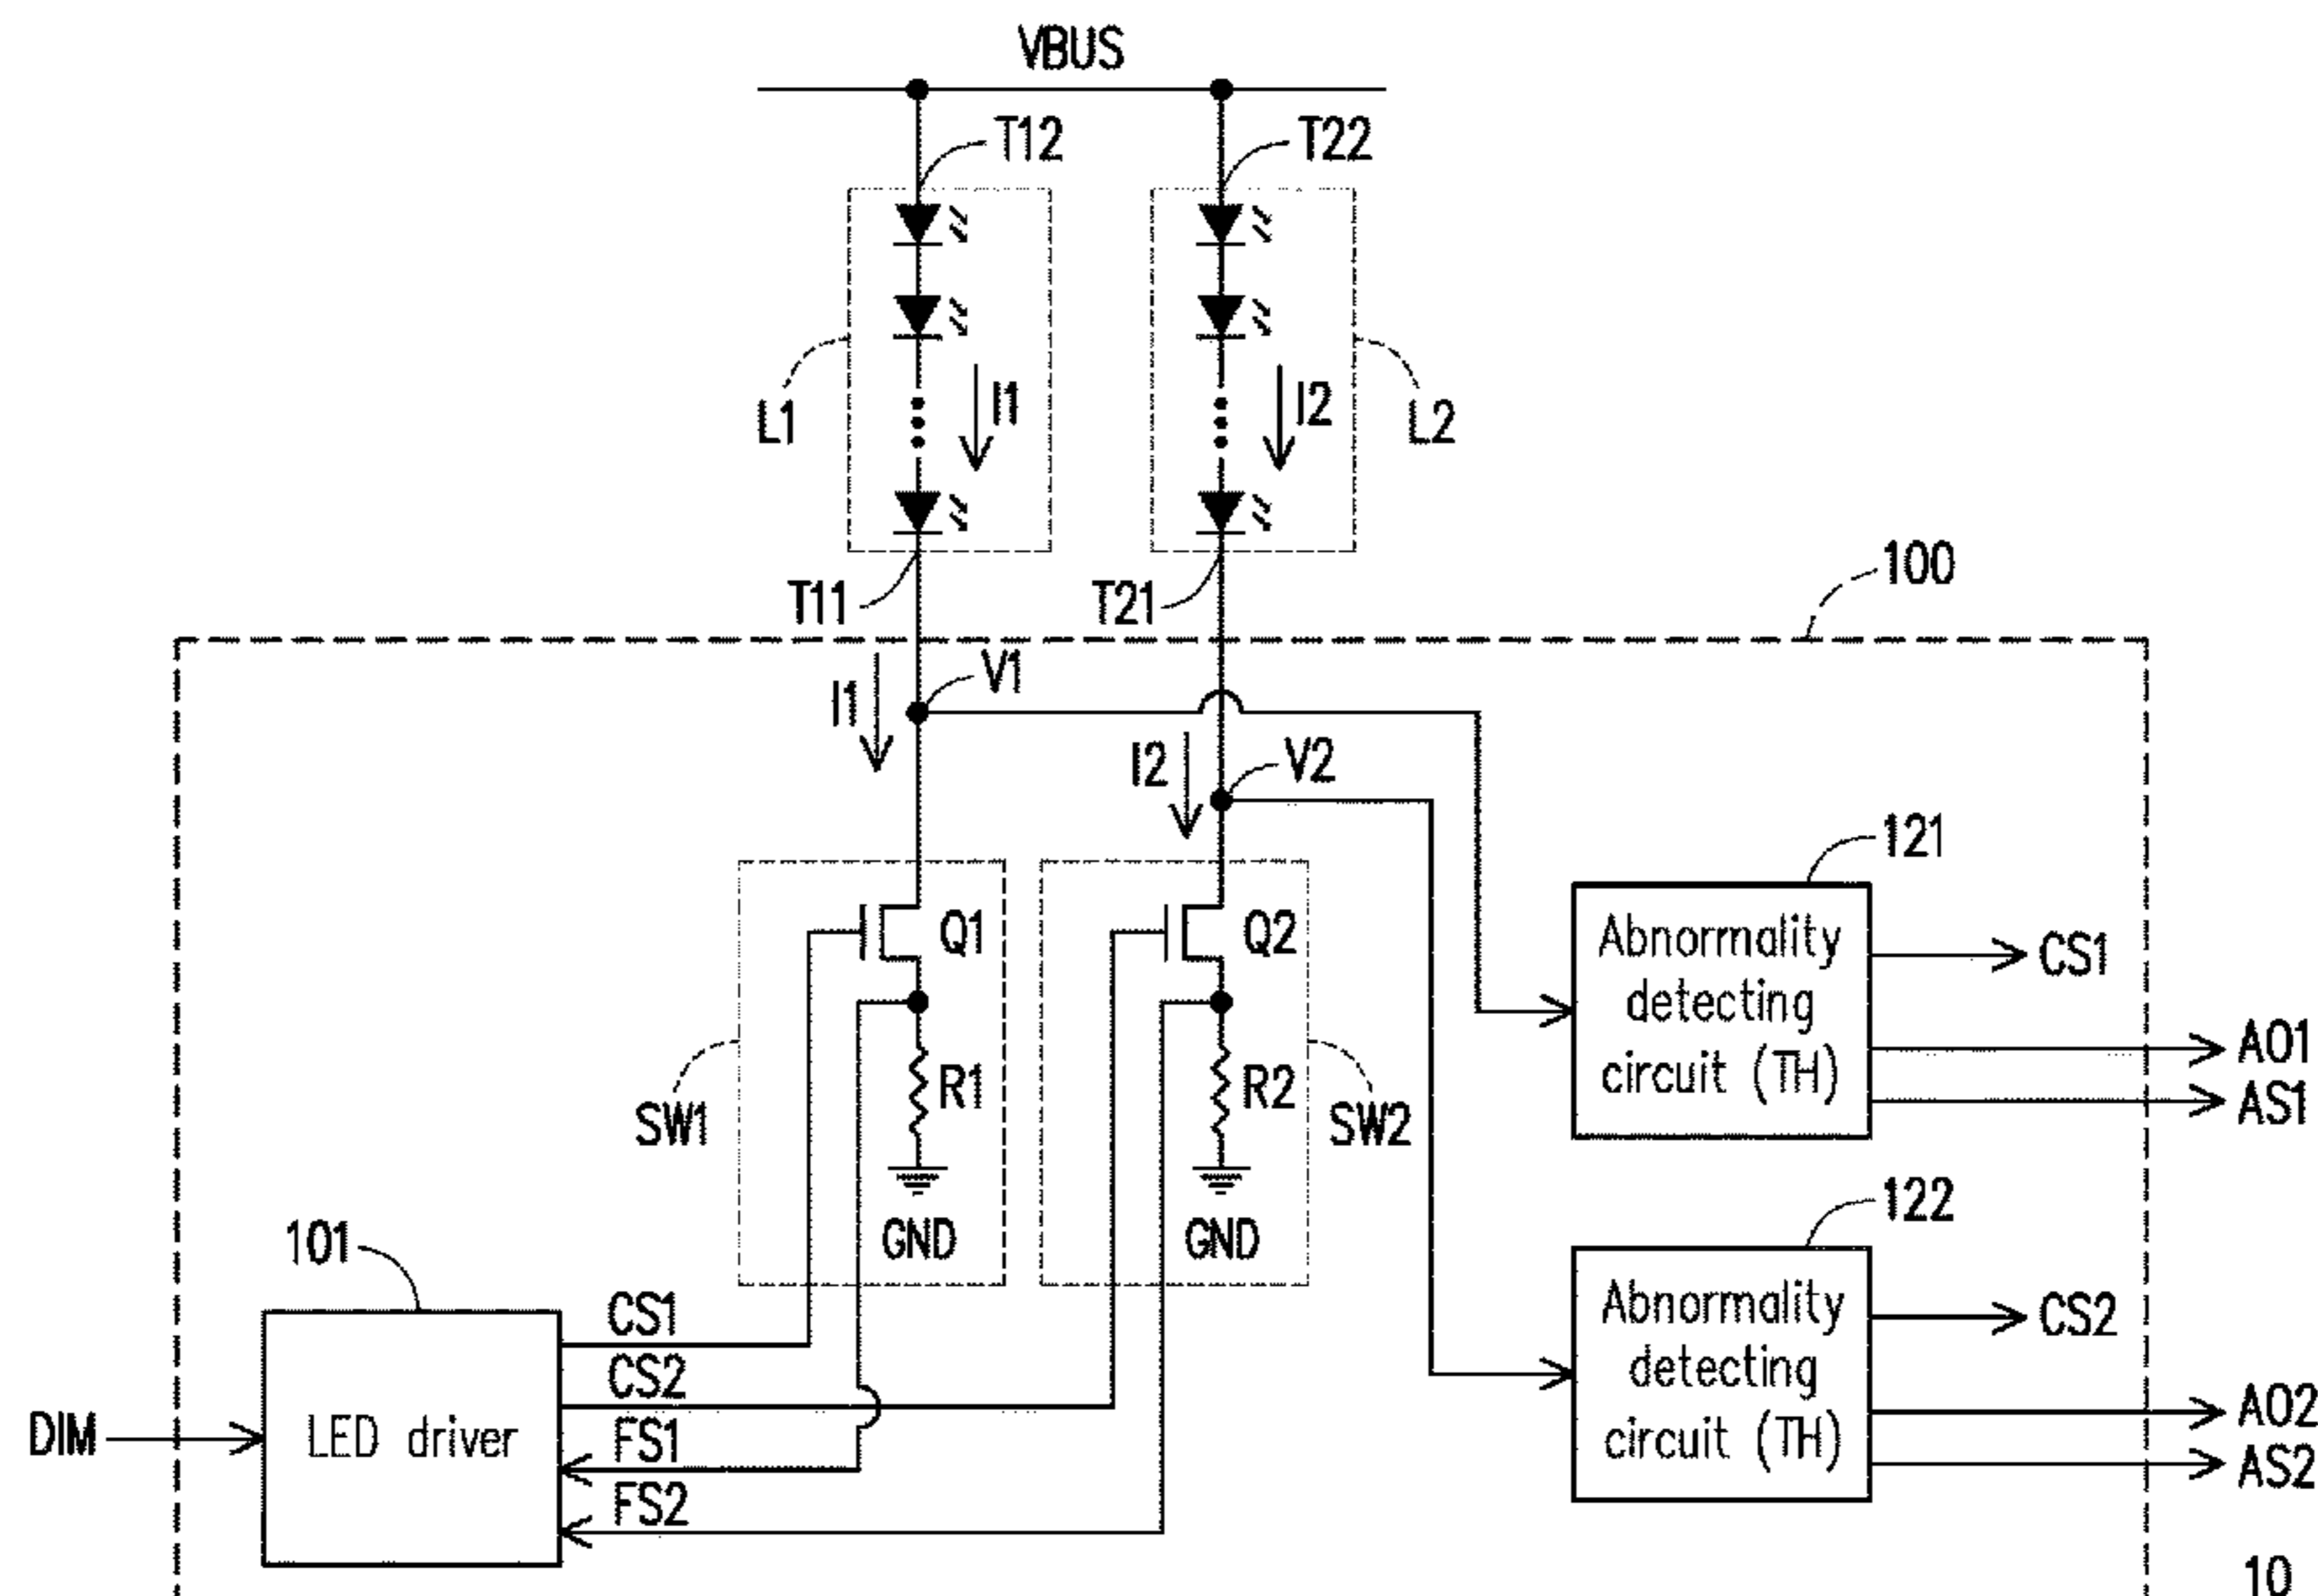 VBUS
T12
T22
L1
I1
I2
L2
T11
T21
100
I1
V1
I2
V2
121
Q1
Q2
Abnormality
detecting
circuit (TH)
CS1
AO1
AS1
SW1
R1
R2
SW2
GND
GND
122
101
Abnormality
detecting
circuit (TH)
CS2
AO2
AS2
CS1
CS2
FS1
FS2
DIM
LED driver
10